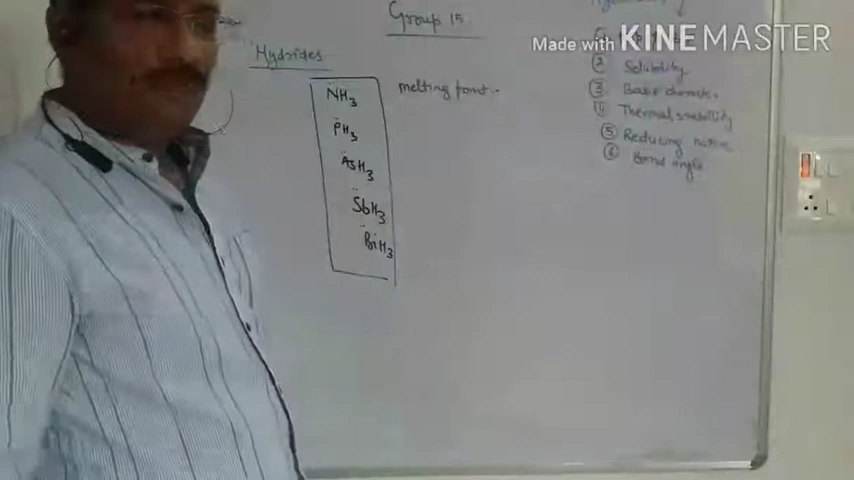 Group 15
Made with KINEMASTER
Hydrides
NH3
melting point
PH3
AsH3
SbH3
BiH3
② Solubility
③ Basic
④ Thermal stability
⑤ Reducing nature
⑥ Bond angle